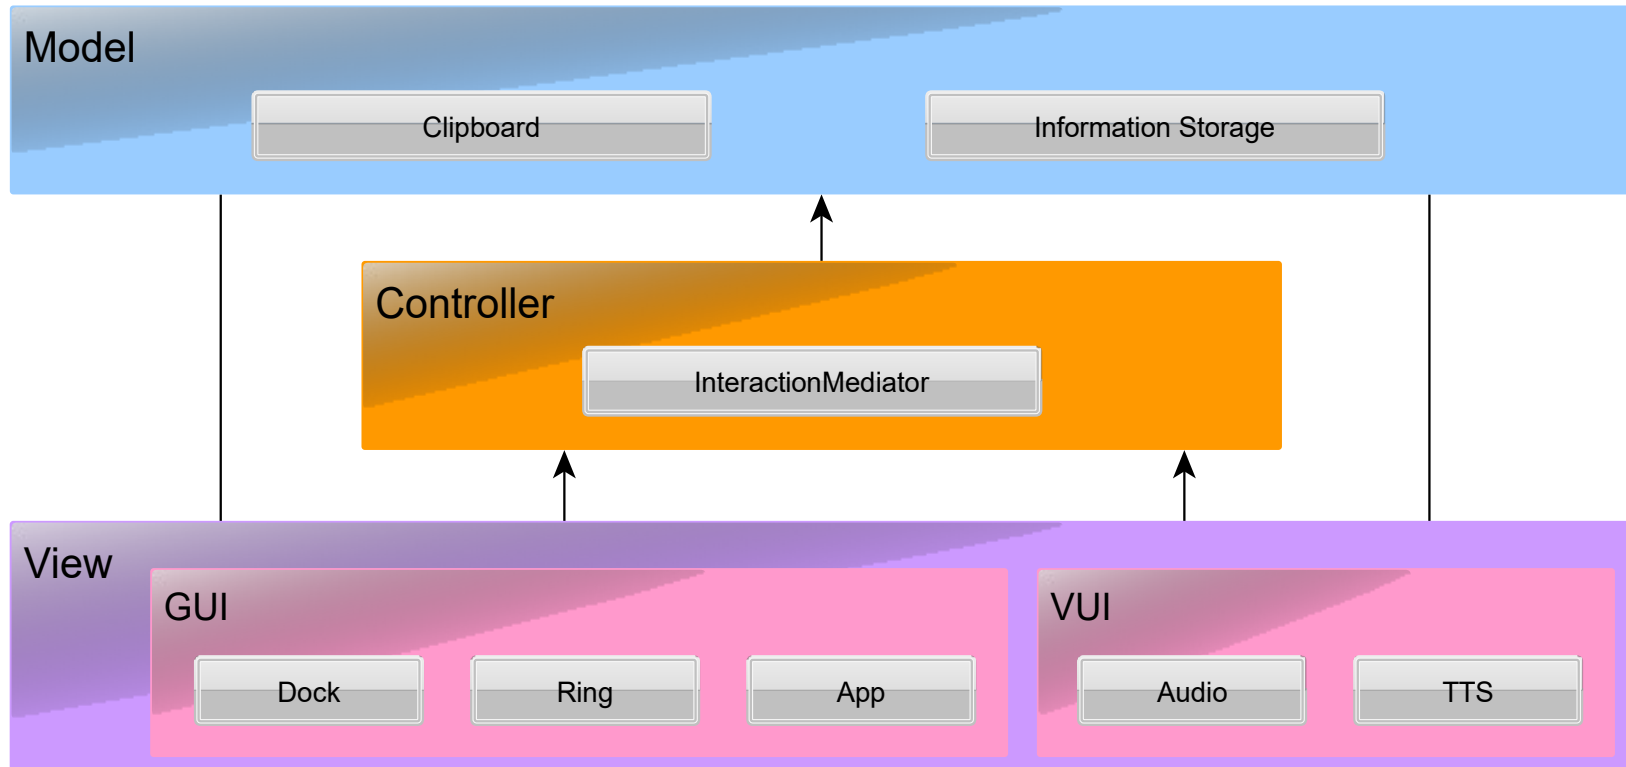 Model
Clipboard
Information Storage
Controller
InteractionMediator
View
GUI
VUI
Dock
Ring
App
Audio
TTS